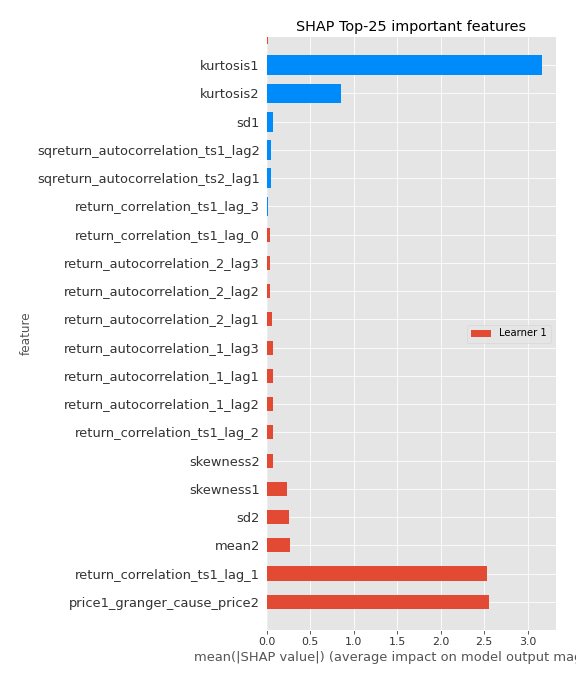 SHAP Top-25 important features
kurtosis1
kurtosis2
sd1
sqreturn_autocorrelation_ts1_lag2
sqreturn_autocorrelation_ts2_lag1
return_correlation_ts1_lag_3
return_correlation_ts1_lag_0
return_autocorrelation_2_lag3
return_autocorrelation_2_lag2
return_autocorrelation_2_lag1
return_autocorrelation_1_lag3
return_autocorrelation_1_lag1
return_autocorrelation_1_lag2
return_correlation_ts1_lag_2
skewness2
skewness1
sd2
mean2
return_correlation_ts1_lag_1
price1_granger_cause_price2
feature
Learner 1
0.0 0.5 1.0 1.5 2.0 2.5 3.0
mean(|SHAP value|) (average impact on model output mag